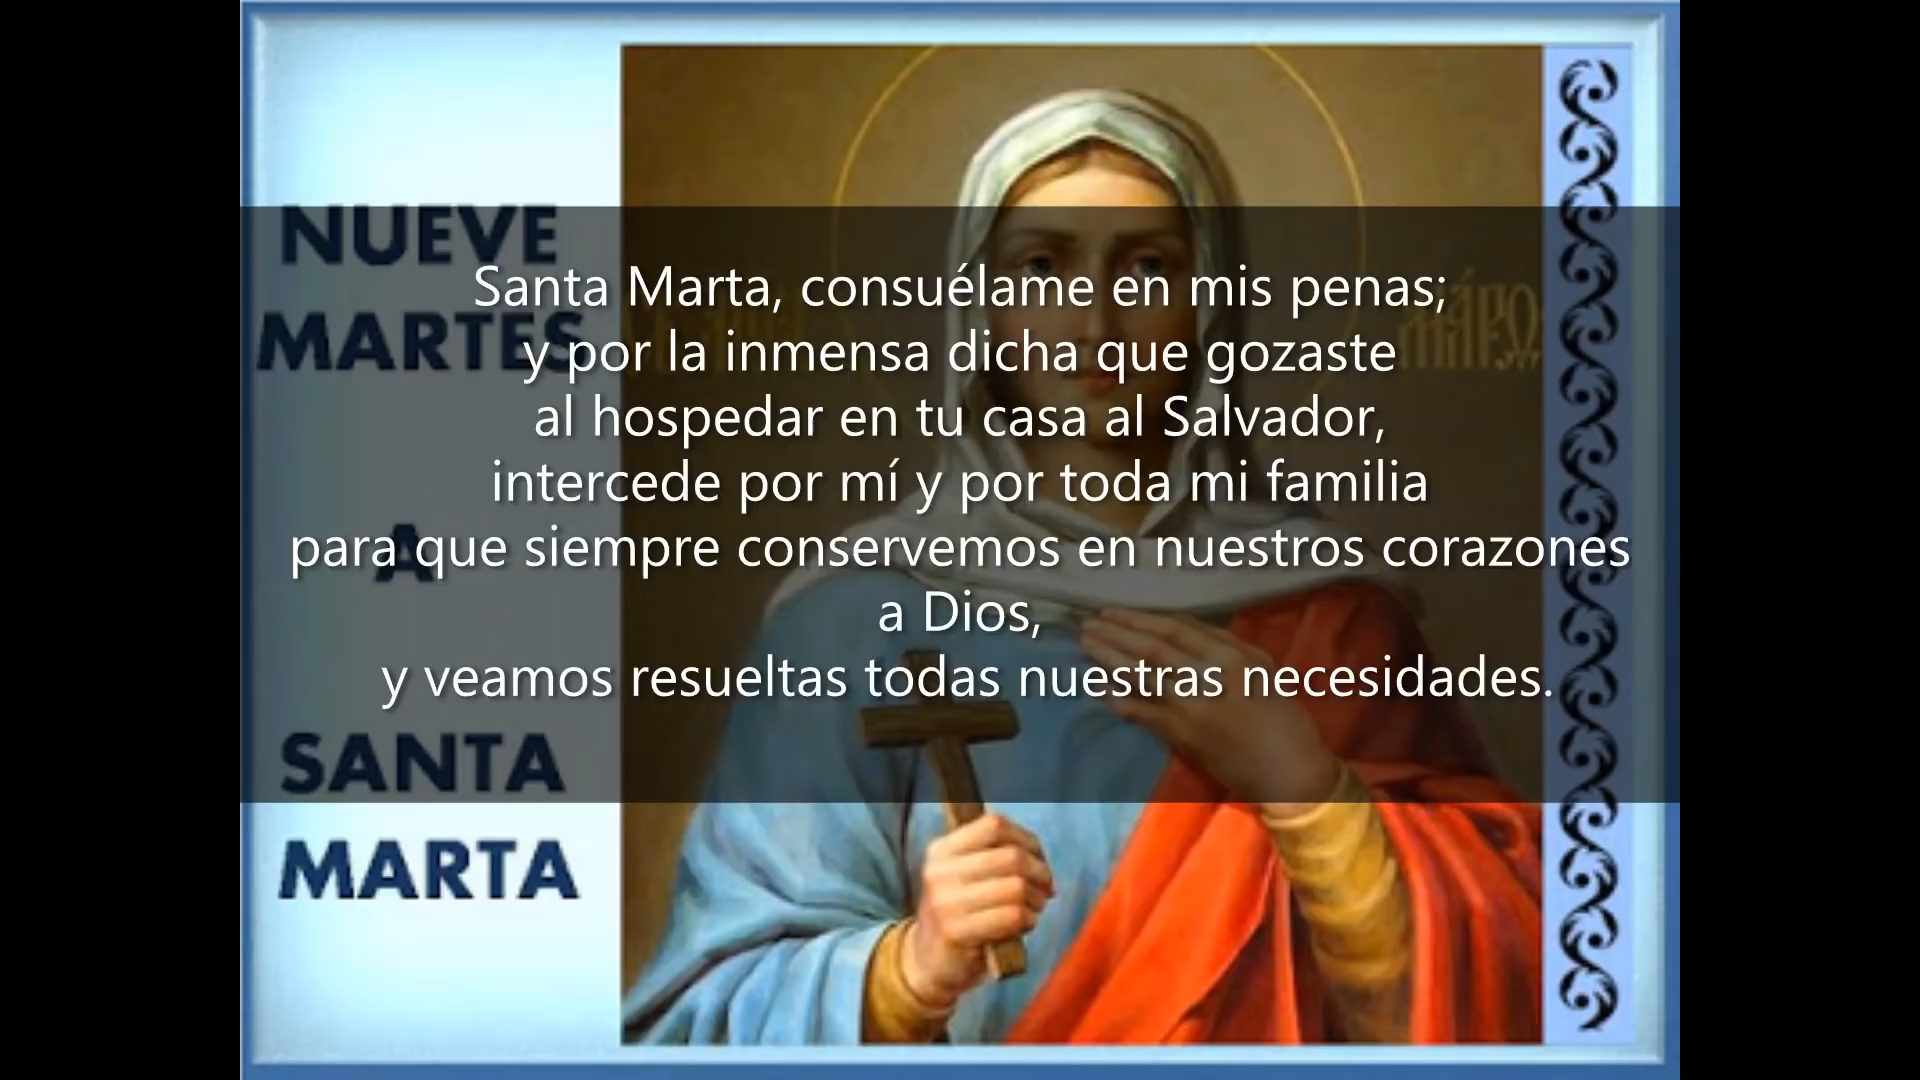 NUEVE
MARTES
A
SANTA
MARTA
Santa Marta, consuélame en mis penas;
y por la inmensa dicha que gozaste
al hospedar en tu casa al Salvador,
intercede por mí y por toda mi familia
para que siempre conservemos en nuestros corazones
a Dios,
y veamos resueltas todas nuestras necesidades.